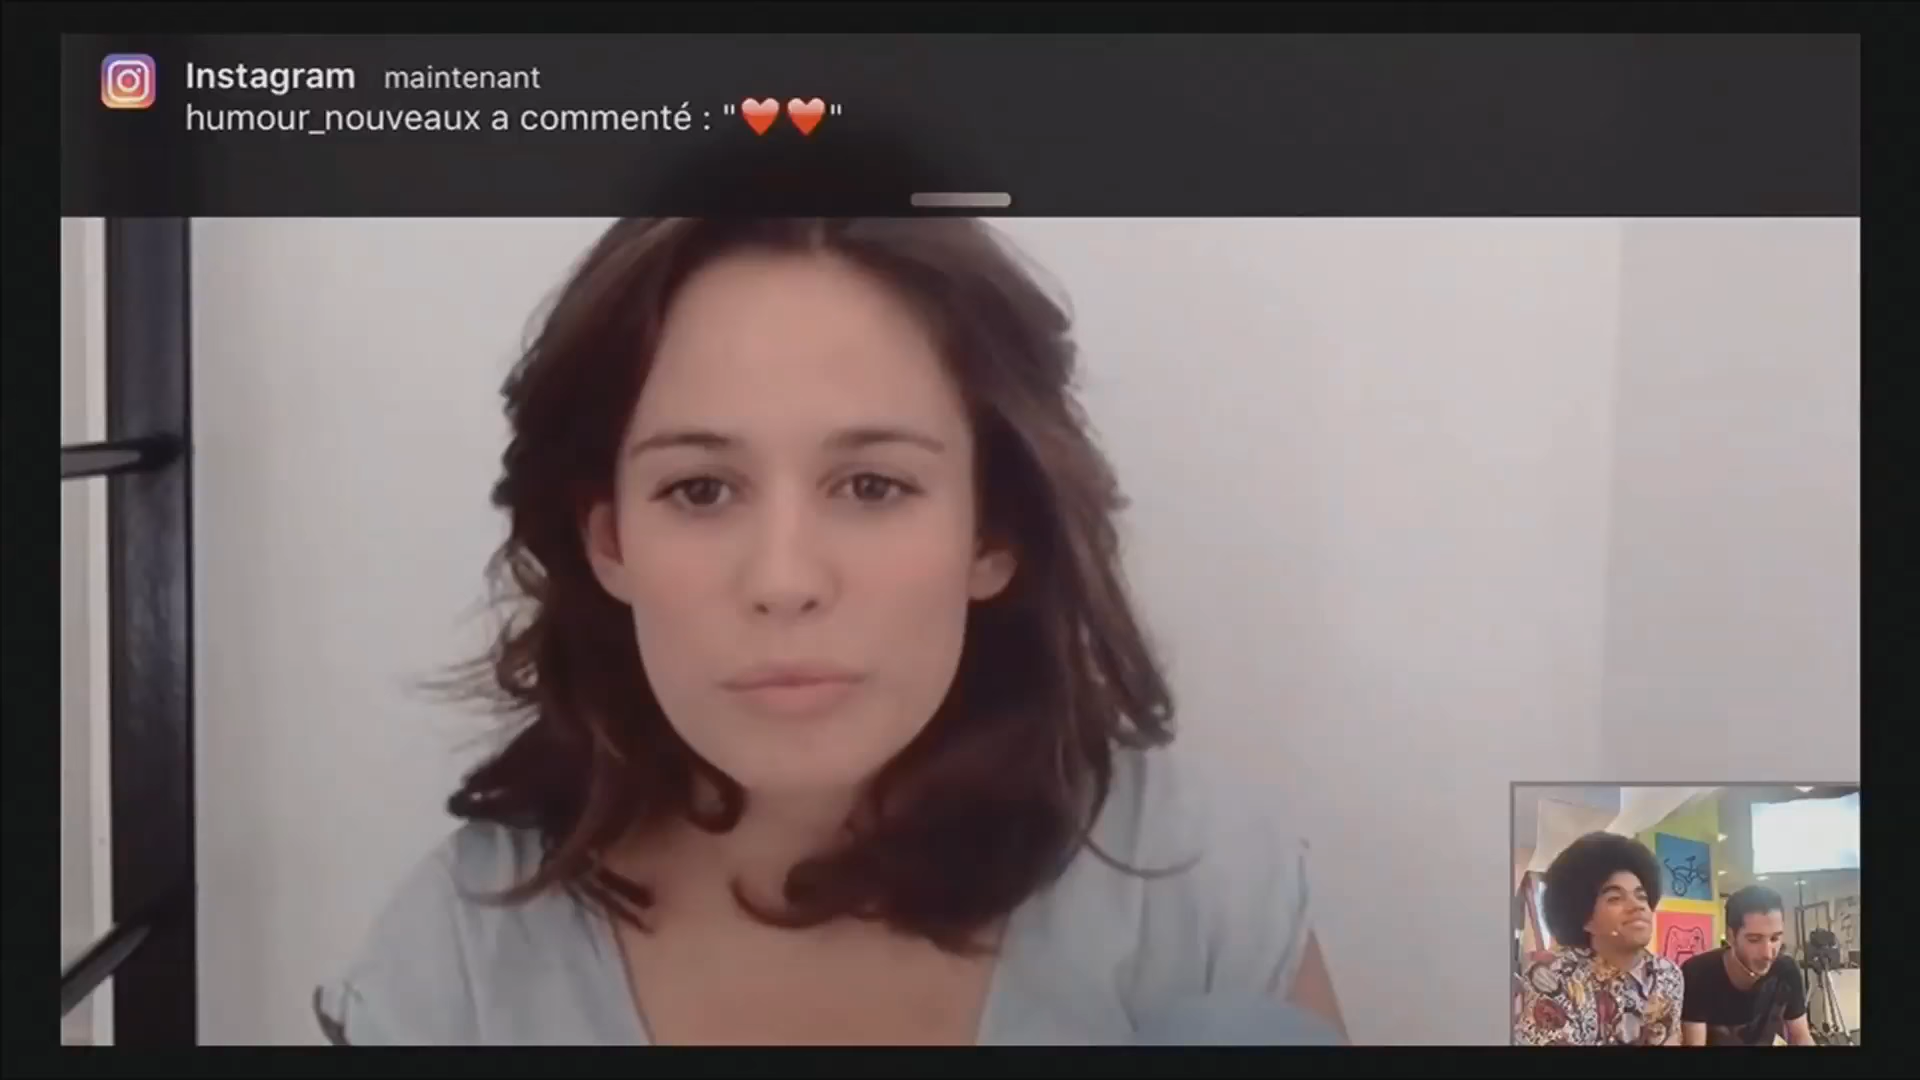 Instagram maintenant
humour_nouveaux a commenté : "❤️❤️"